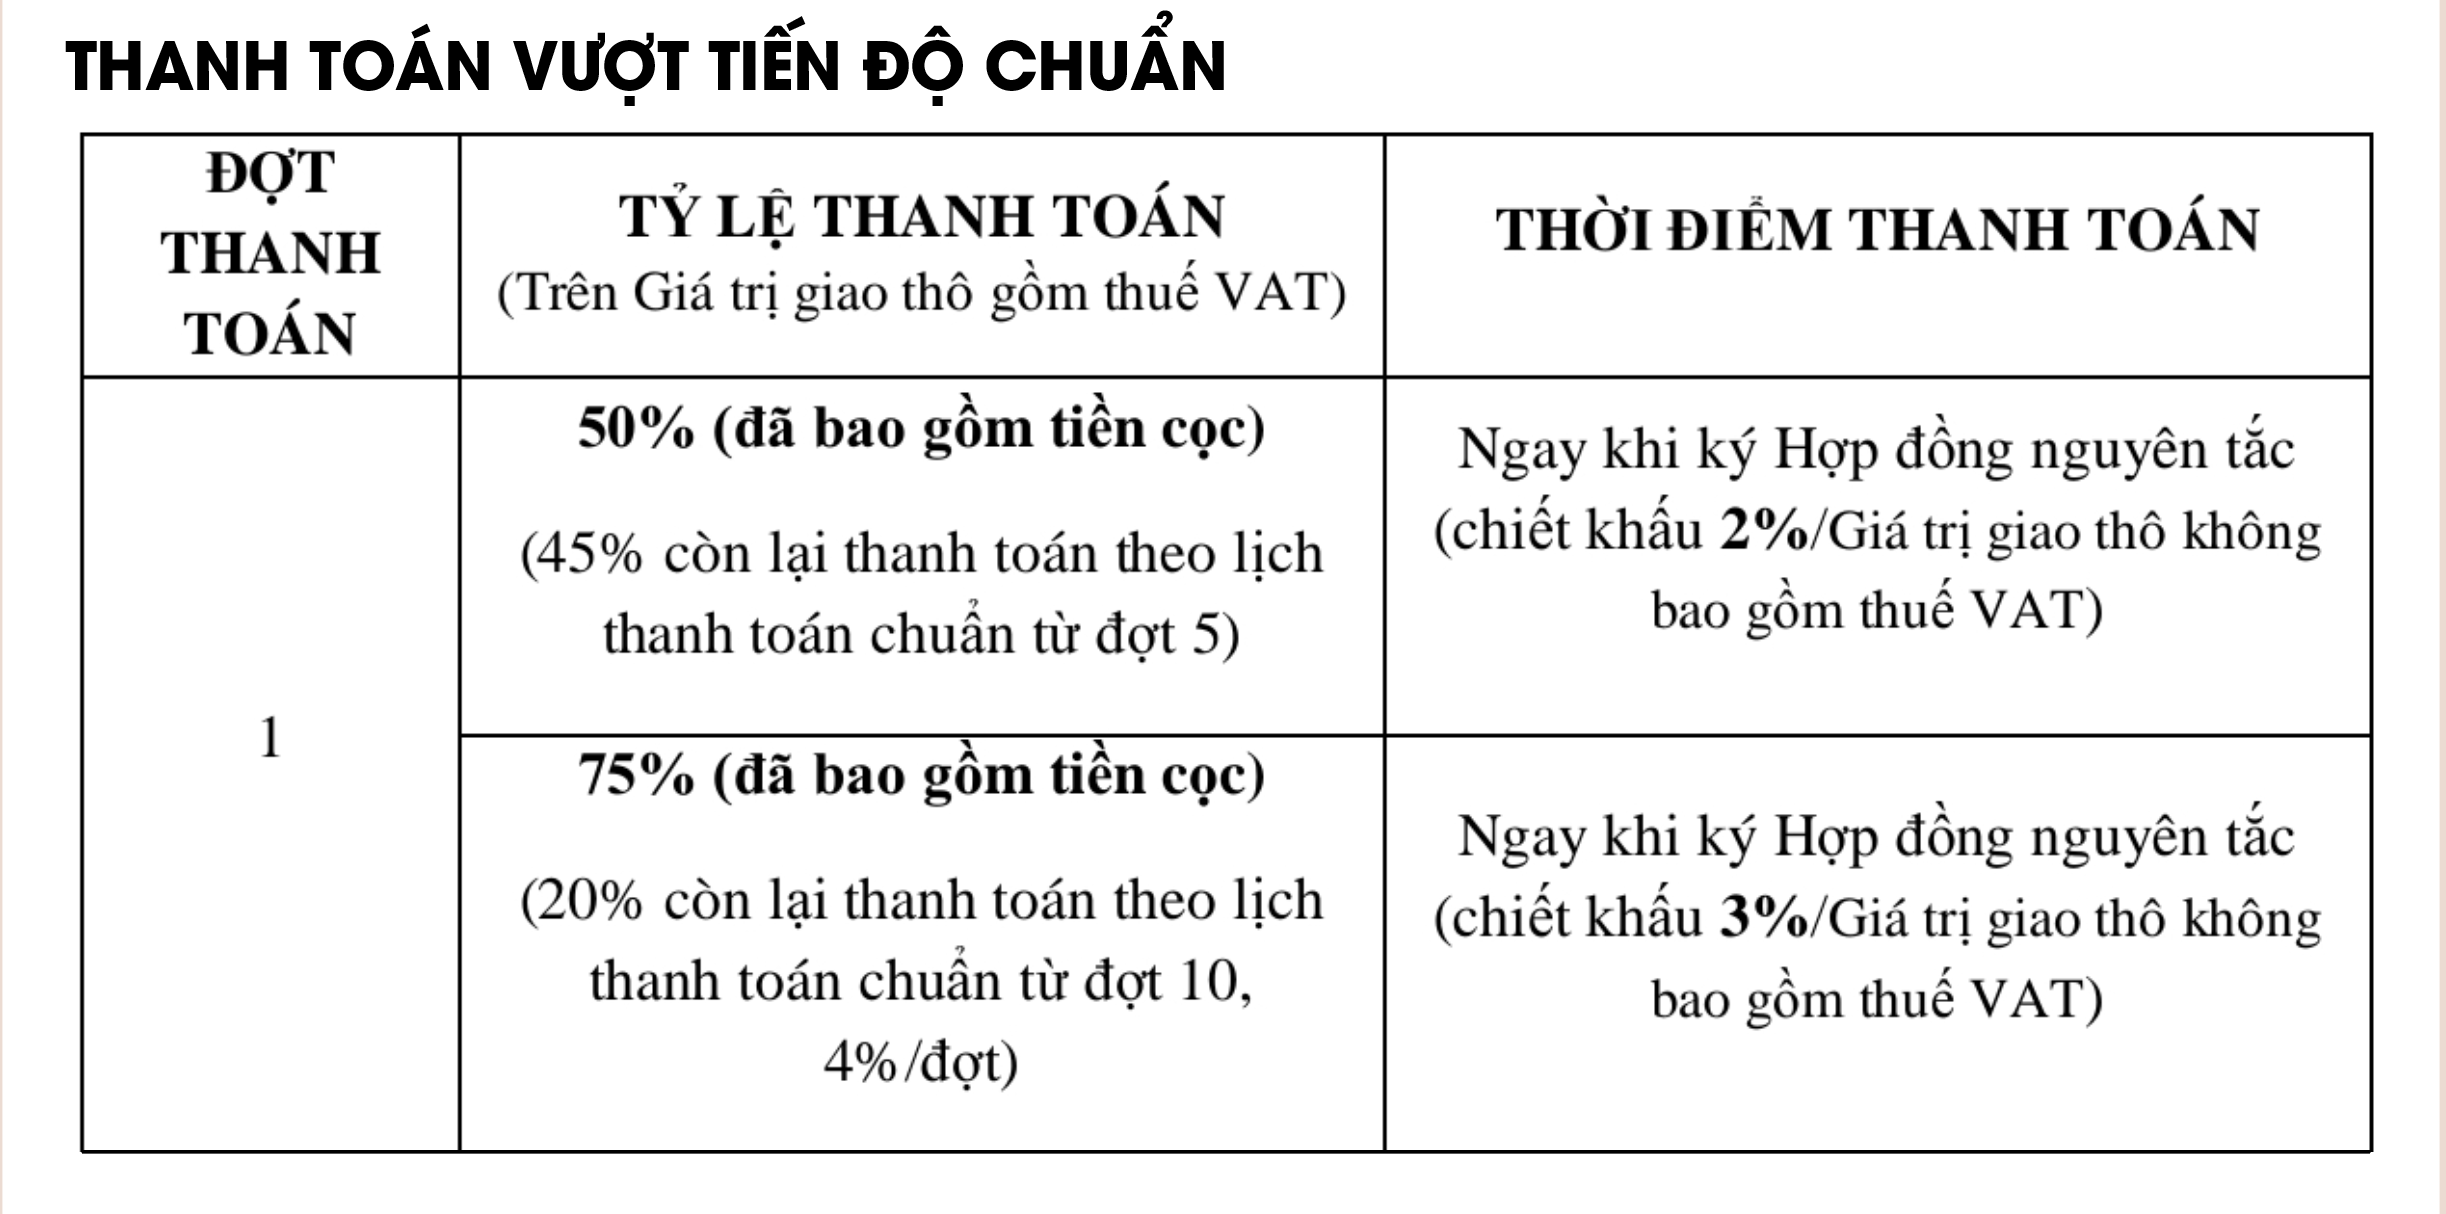 THANH TOÁN VƯỢT TIẾN ĐỘ CHUẨN
ĐỢT
THANH
TOÁN
TỶ LỆ THANH TOÁN
(Trên Giá trị giao thô gồm thuế VAT)
THỜI ĐIỂM THANH TOÁN
1
50% (đã bao gồm tiền cọc)
(45% còn lại thanh toán theo lịch
thanh toán chuẩn từ đợt 5)
Ngay khi ký Hợp đồng nguyên tắc
(chiết khấu 2%/Giá trị giao thô không
bao gồm thuế VAT)
75% (đã bao gồm tiền cọc)
(20% còn lại thanh toán theo lịch
thanh toán chuẩn từ đợt 10,
4%/đợt)
Ngay khi ký Hợp đồng nguyên tắc
(chiết khấu 3%/Giá trị giao thô không
bao gồm thuế VAT)